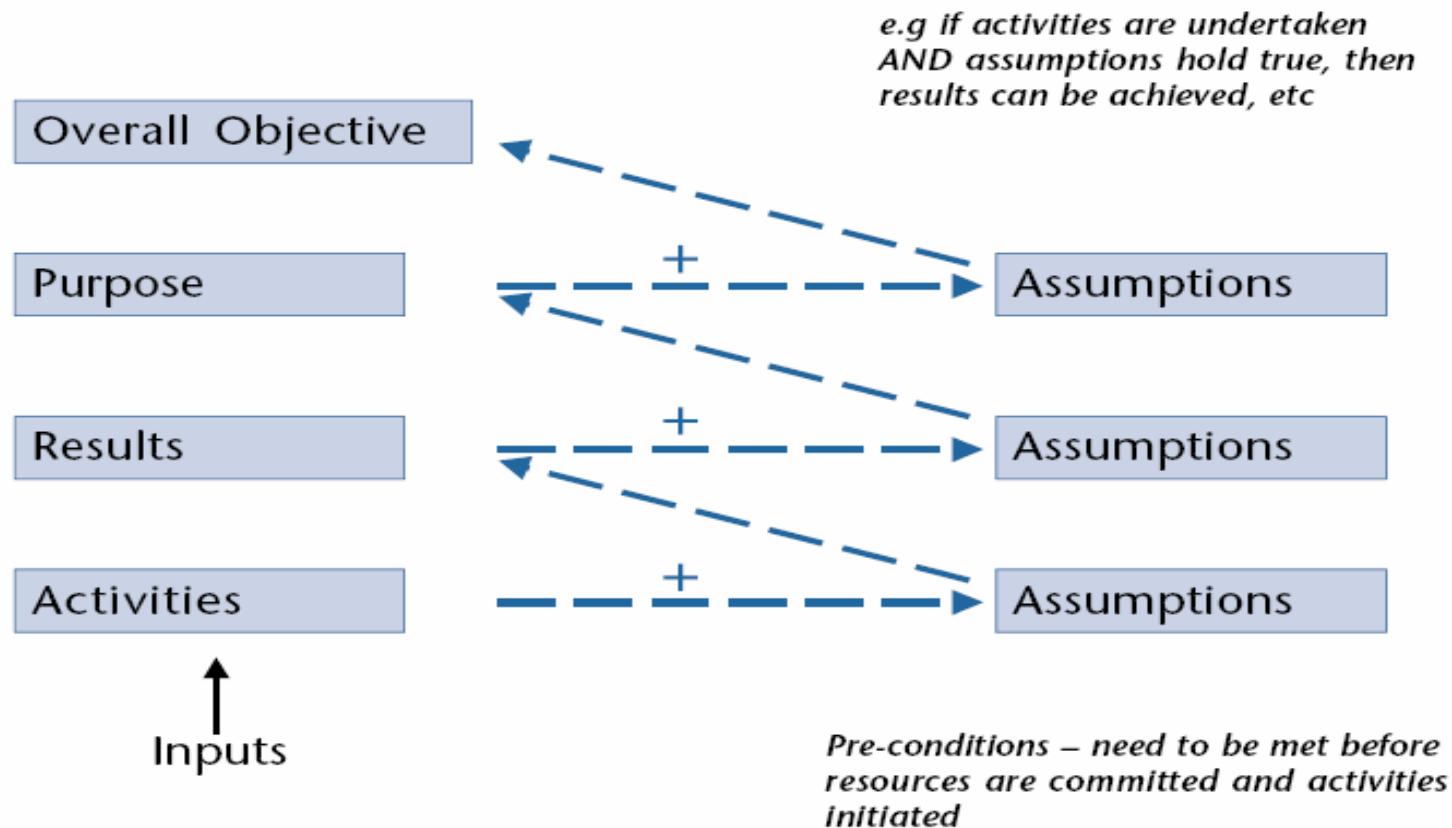 e.g if activities are undertaken
AND assumptions hold true, then
results can be achieved, etc
Overall Objective
+
Purpose
Assumptions
+
Results
Assumptions
+
Activities
Assumptions
Inputs
Pre-conditions – need to be met before
resources are committed and activities
initiated